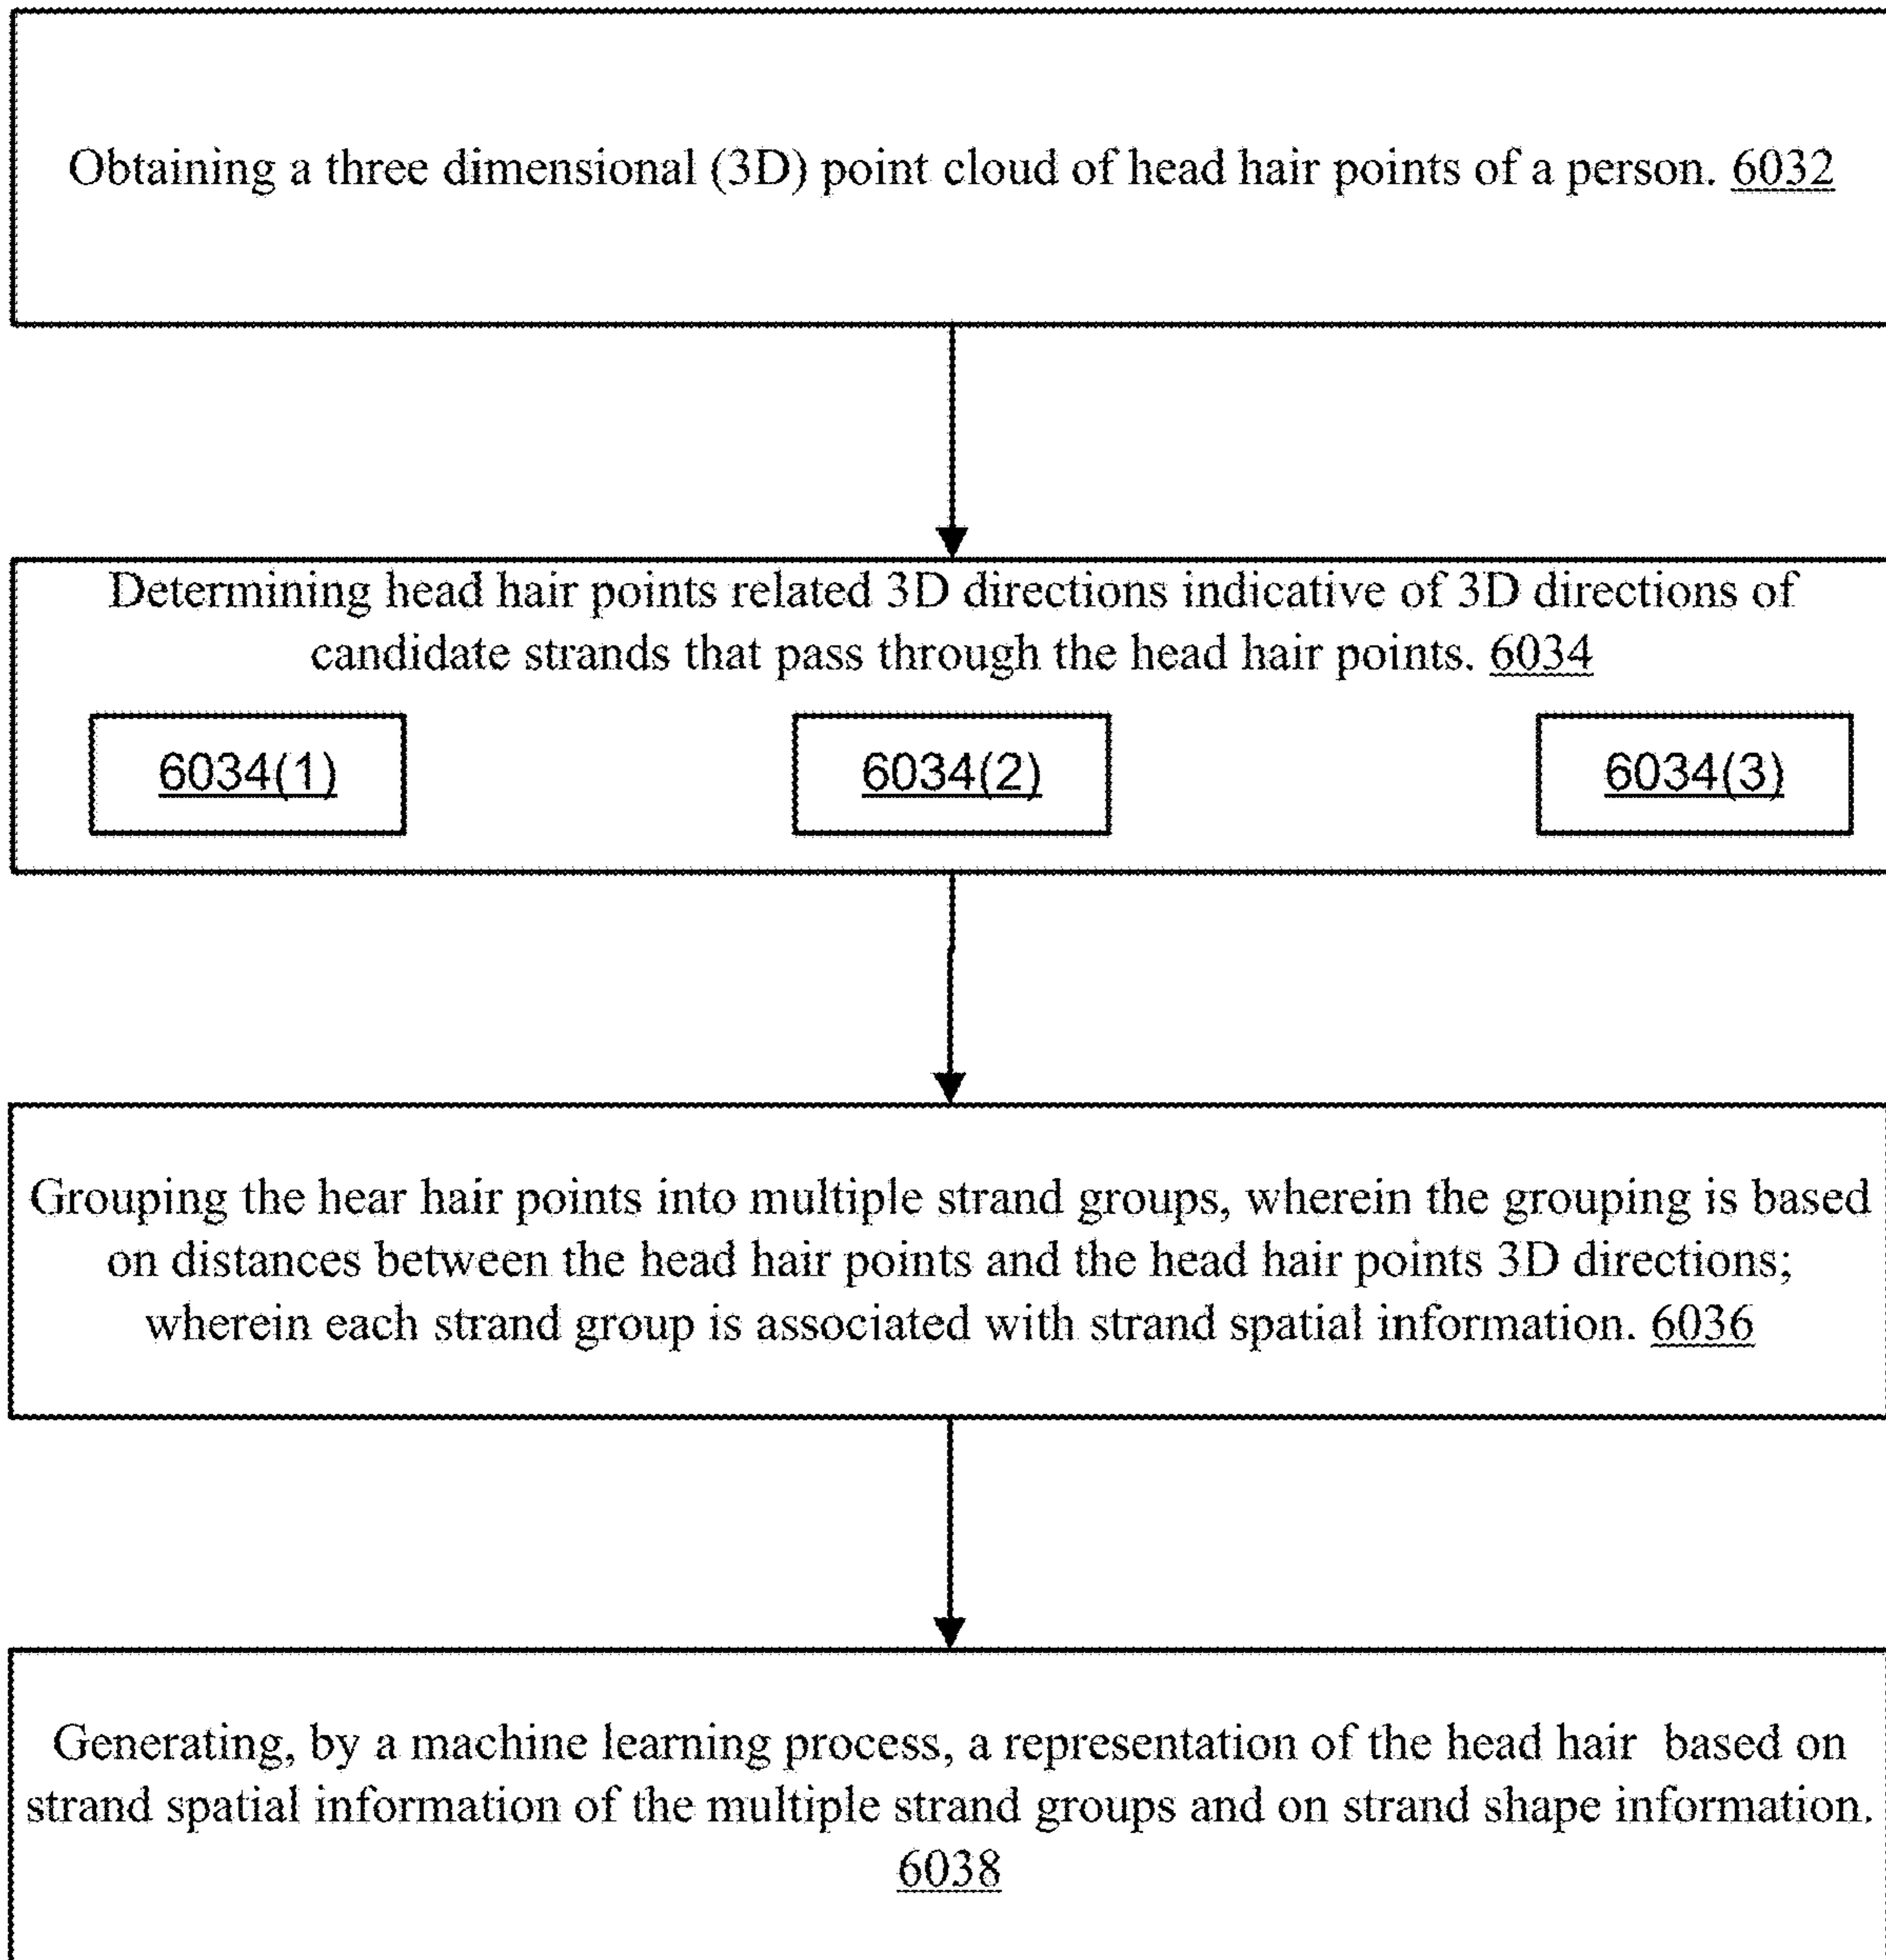 Obtaining a three dimensional (3D) point cloud of head hair points of a person. 6032
Determining head hair points related 3D directions indicative of 3D directions of
candidate strands that pass through the head hair points. 6034
6034(1) 6034(2) 6034(3)
Grouping the hear hair points into multiple strand groups, wherein the grouping is based
on distances between the head hair points and the head hair points 3D directions;
wherein each strand group is associated with strand spatial information. 6036
Generating, by a machine learning process, a representation of the head hair  based on
strand spatial information of the multiple strand groups and on strand shape information.
6038